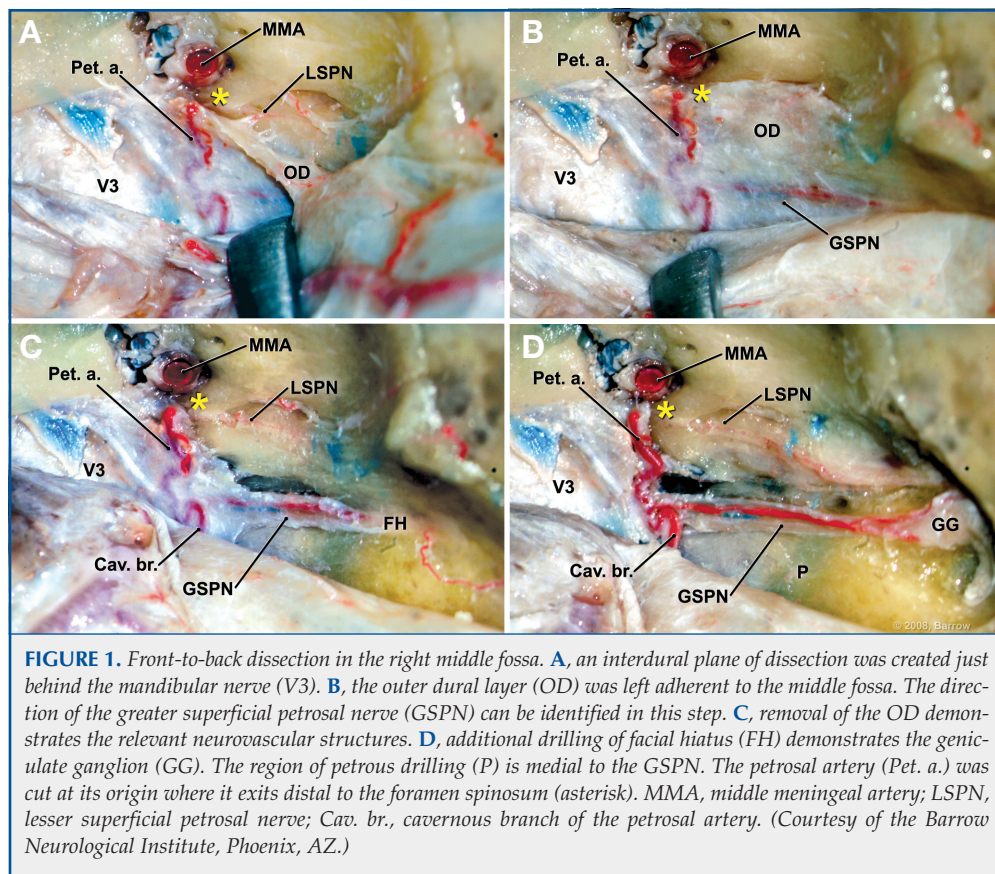 A
MMA
Pet. a.
LSPN
*
OD
V3
B
MMA
Pet. a.
*
OD
V3
GSPN
C
MMA
Pet. a.
LSPN
*
V3
FH
Cav. br.
GSPN
D
MMA
Pet. a.
LSPN
*
V3
GG
Cav. br.
P
GSPN
© 2008, Barrow
FIGURE 1. Front-to-back dissection in the right middle fossa. A, an interdural plane of dissection was created just
behind the mandibular nerve (V3). B, the outer dural layer (OD) was left adherent to the middle fossa. The direc-
tion of the greater superficial petrosal nerve (GSPN) can be identified in this step. C, removal of the OD demon-
strates the relevant neurovascular structures. D, additional drilling of facial hiatus (FH) demonstrates the genic-
ulate ganglion (GG). The region of petrous drilling (P) is medial to the GSPN. The petrosal artery (Pet. a.) was
cut at its origin where it exits distal to the foramen spinosum (asterisk). MMA, middle meningeal artery; LSPN,
lesser superficial petrosal nerve; Cav. br., cavernous branch of the petrosal artery. (Courtesy of the Barrow
Neurological Institute, Phoenix, AZ.)